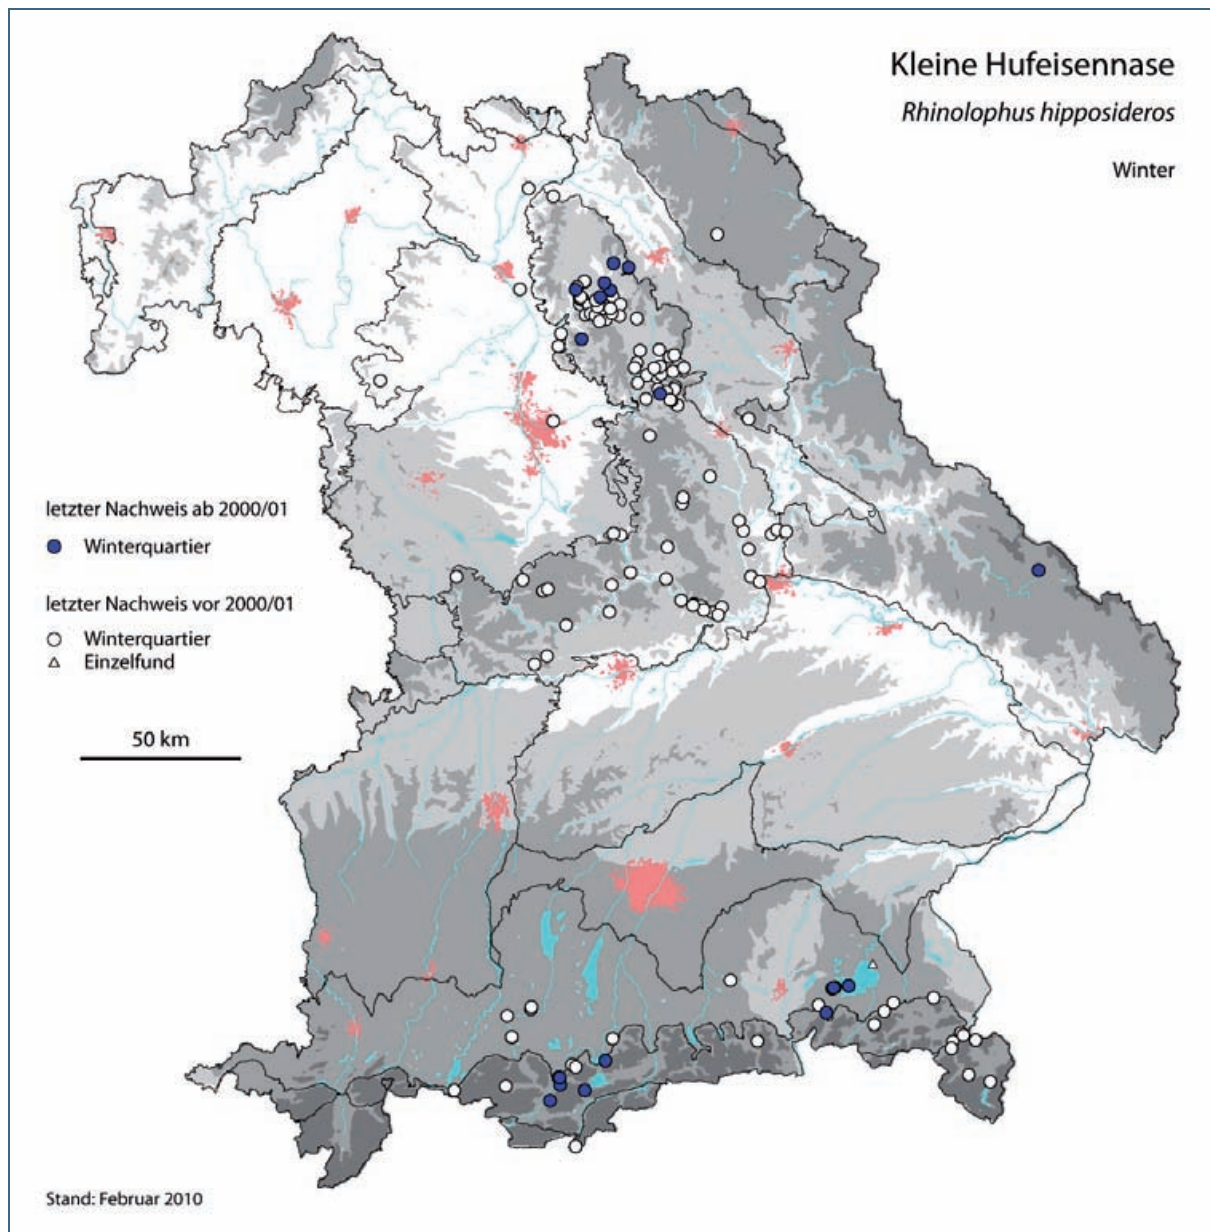 Kleine Hufeisennase
Rhinolophus hipposideros
Winter
letzter Nachweis ab 2000/01
Winterquartier
letzter Nachweis vor 2000/01
Winterquartier
Einzelfund
50 km
Stand: Februar 2010